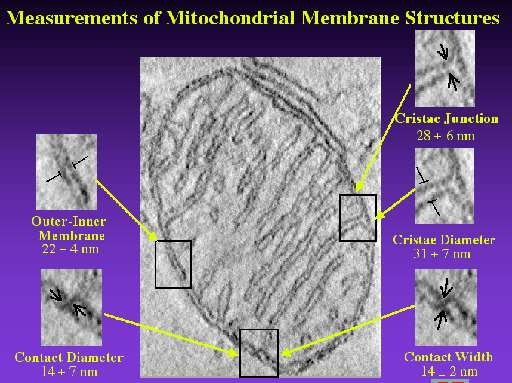 Measurements of Mitochondrial Membrane Structures
Cristae Junction
28 + 6 nm
Outer-Inner
Membrane
22 – 4 nm
Cristae Diameter
31 + 7 nm
Contact Diameter
14 + 7 nm
Contact Width
14 – 2 nm